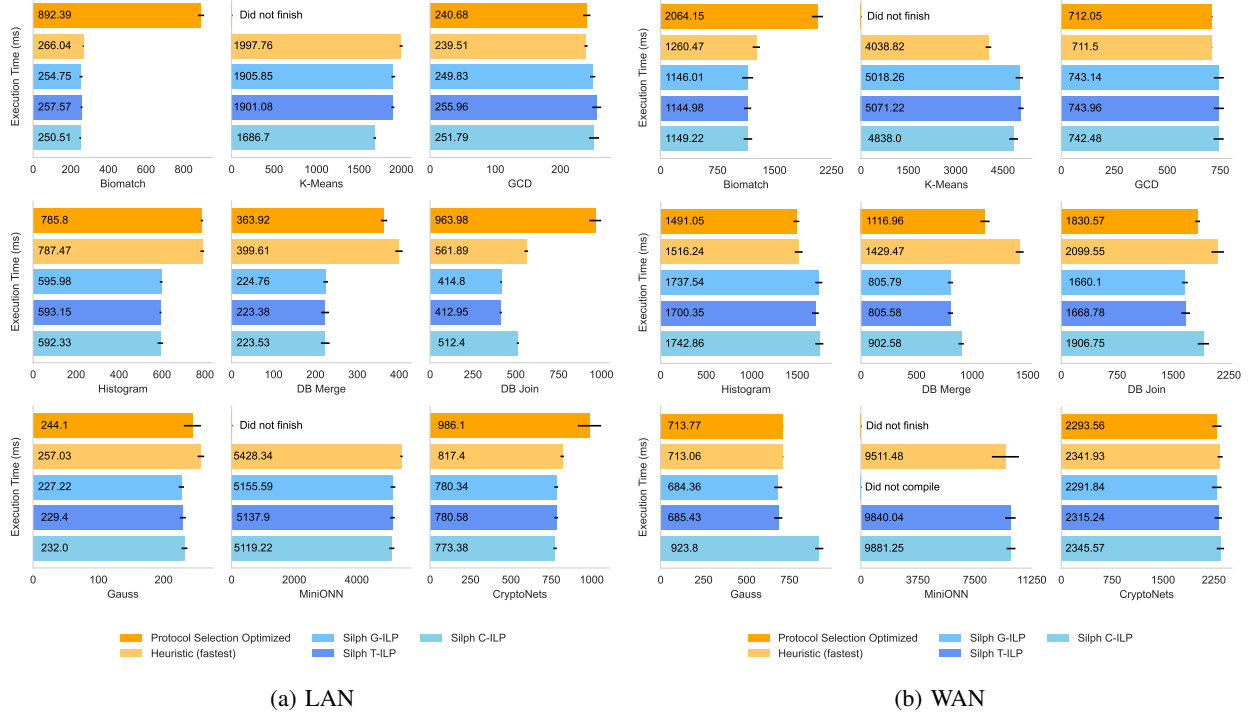 Execution Time (ms)
892.39
266.04
254.75
257.57
250.51
0 200 400 600 800
Biomatch
Did not finish
1997.76
1905.85
1901.08
1686.7
0 500 1000 1500 2000
K-Means
240.68
239.51
249.83
255.96
251.79
0 100 200
GCD
Execution Time (ms)
785.8
787.47
595.98
593.15
592.33
0 200 400 600 800
Histogram
363.92
399.61
224.76
223.38
223.53
0 100 200 300 400
DB Merge
963.98
561.89
414.8
412.95
512.4
0 250 500 750 1000
DB Join
Execution Time (ms)
244.1
257.03
227.22
229.4
232.0
0 100 200
Gauss
Did not finish
5428.34
5155.59
5137.9
5119.22
0 2000 4000
MiniONN
986.1
817.4
780.34
780.58
773.38
0 250 500 750 1000
CryptoNets
Protocol Selection Optimized
Heuristic (fastest)
Silph G-ILP
Silph T-ILP
Silph C-ILP
(a) LAN
Execution Time (ms)
2064.15
1260.47
1146.01
1144.98
1149.22
0 750 1500 2250
Biomatch
Did not finish
4038.82
5018.26
5071.22
4838.0
0 1500 3000 4500
K-Means
712.05
711.5
743.14
743.96
742.48
0 250 500 750
GCD
Execution Time (ms)
1491.05
1516.24
1737.54
1700.35
1742.86
0 500 1000 1500
Histogram
1116.96
1429.47
805.79
805.58
902.58
0 500 1000 1500
DB Merge
1830.57
2099.55
1660.1
1668.78
1906.75
0 750 1500 2250
DB Join
Execution Time (ms)
713.77
713.06
684.36
685.43
923.8
0 250 500 750
Gauss
Did not finish
9511.48
Did not compile
9840.04
9881.25
0 3750 7500 11250
MiniONN
2293.56
2341.93
2291.84
2315.24
2345.57
0 750 1500 2250
CryptoNets
Protocol Selection Optimized
Heuristic (fastest)
Silph G-ILP
Silph T-ILP
Silph C-ILP
(b) WAN